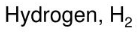 Hydrogen, H₂